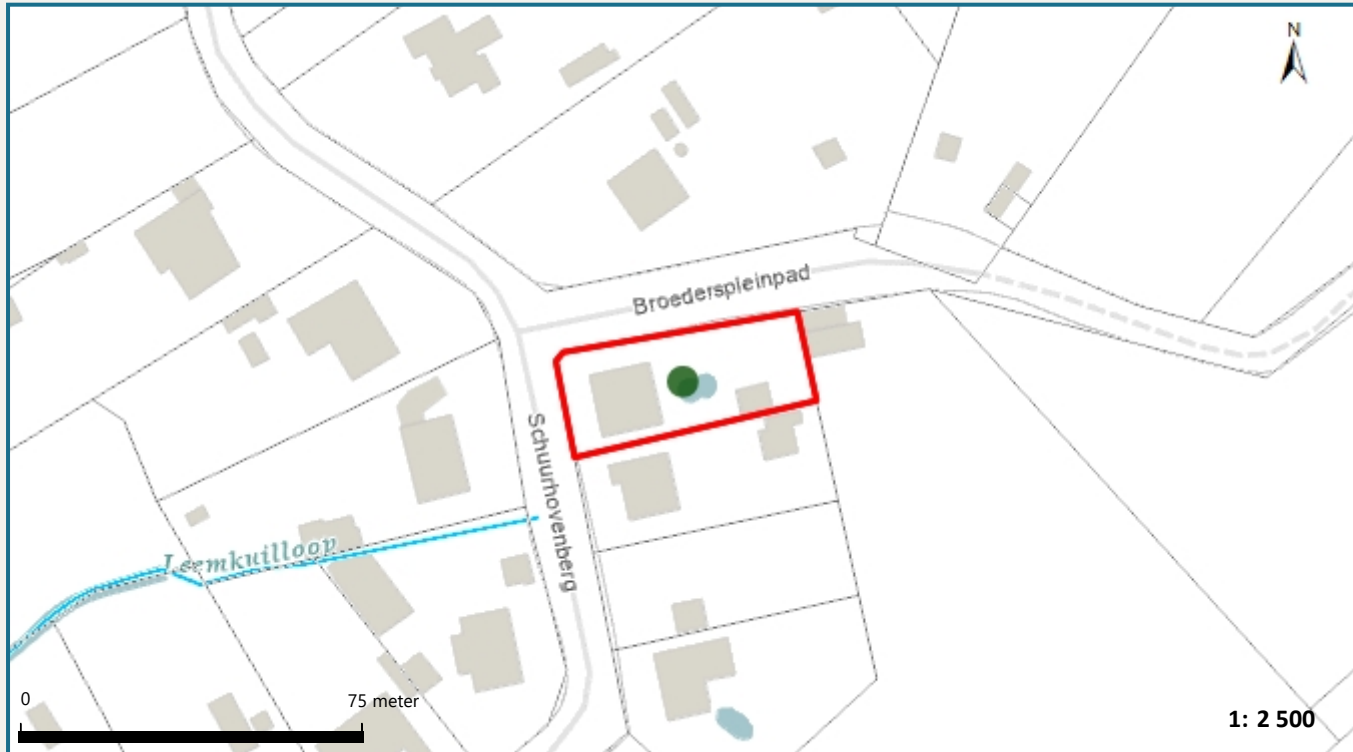 N
Broederspleinpad
Schuurhovenberg
Leemkuilloop
0
75 meter
1: 2 500